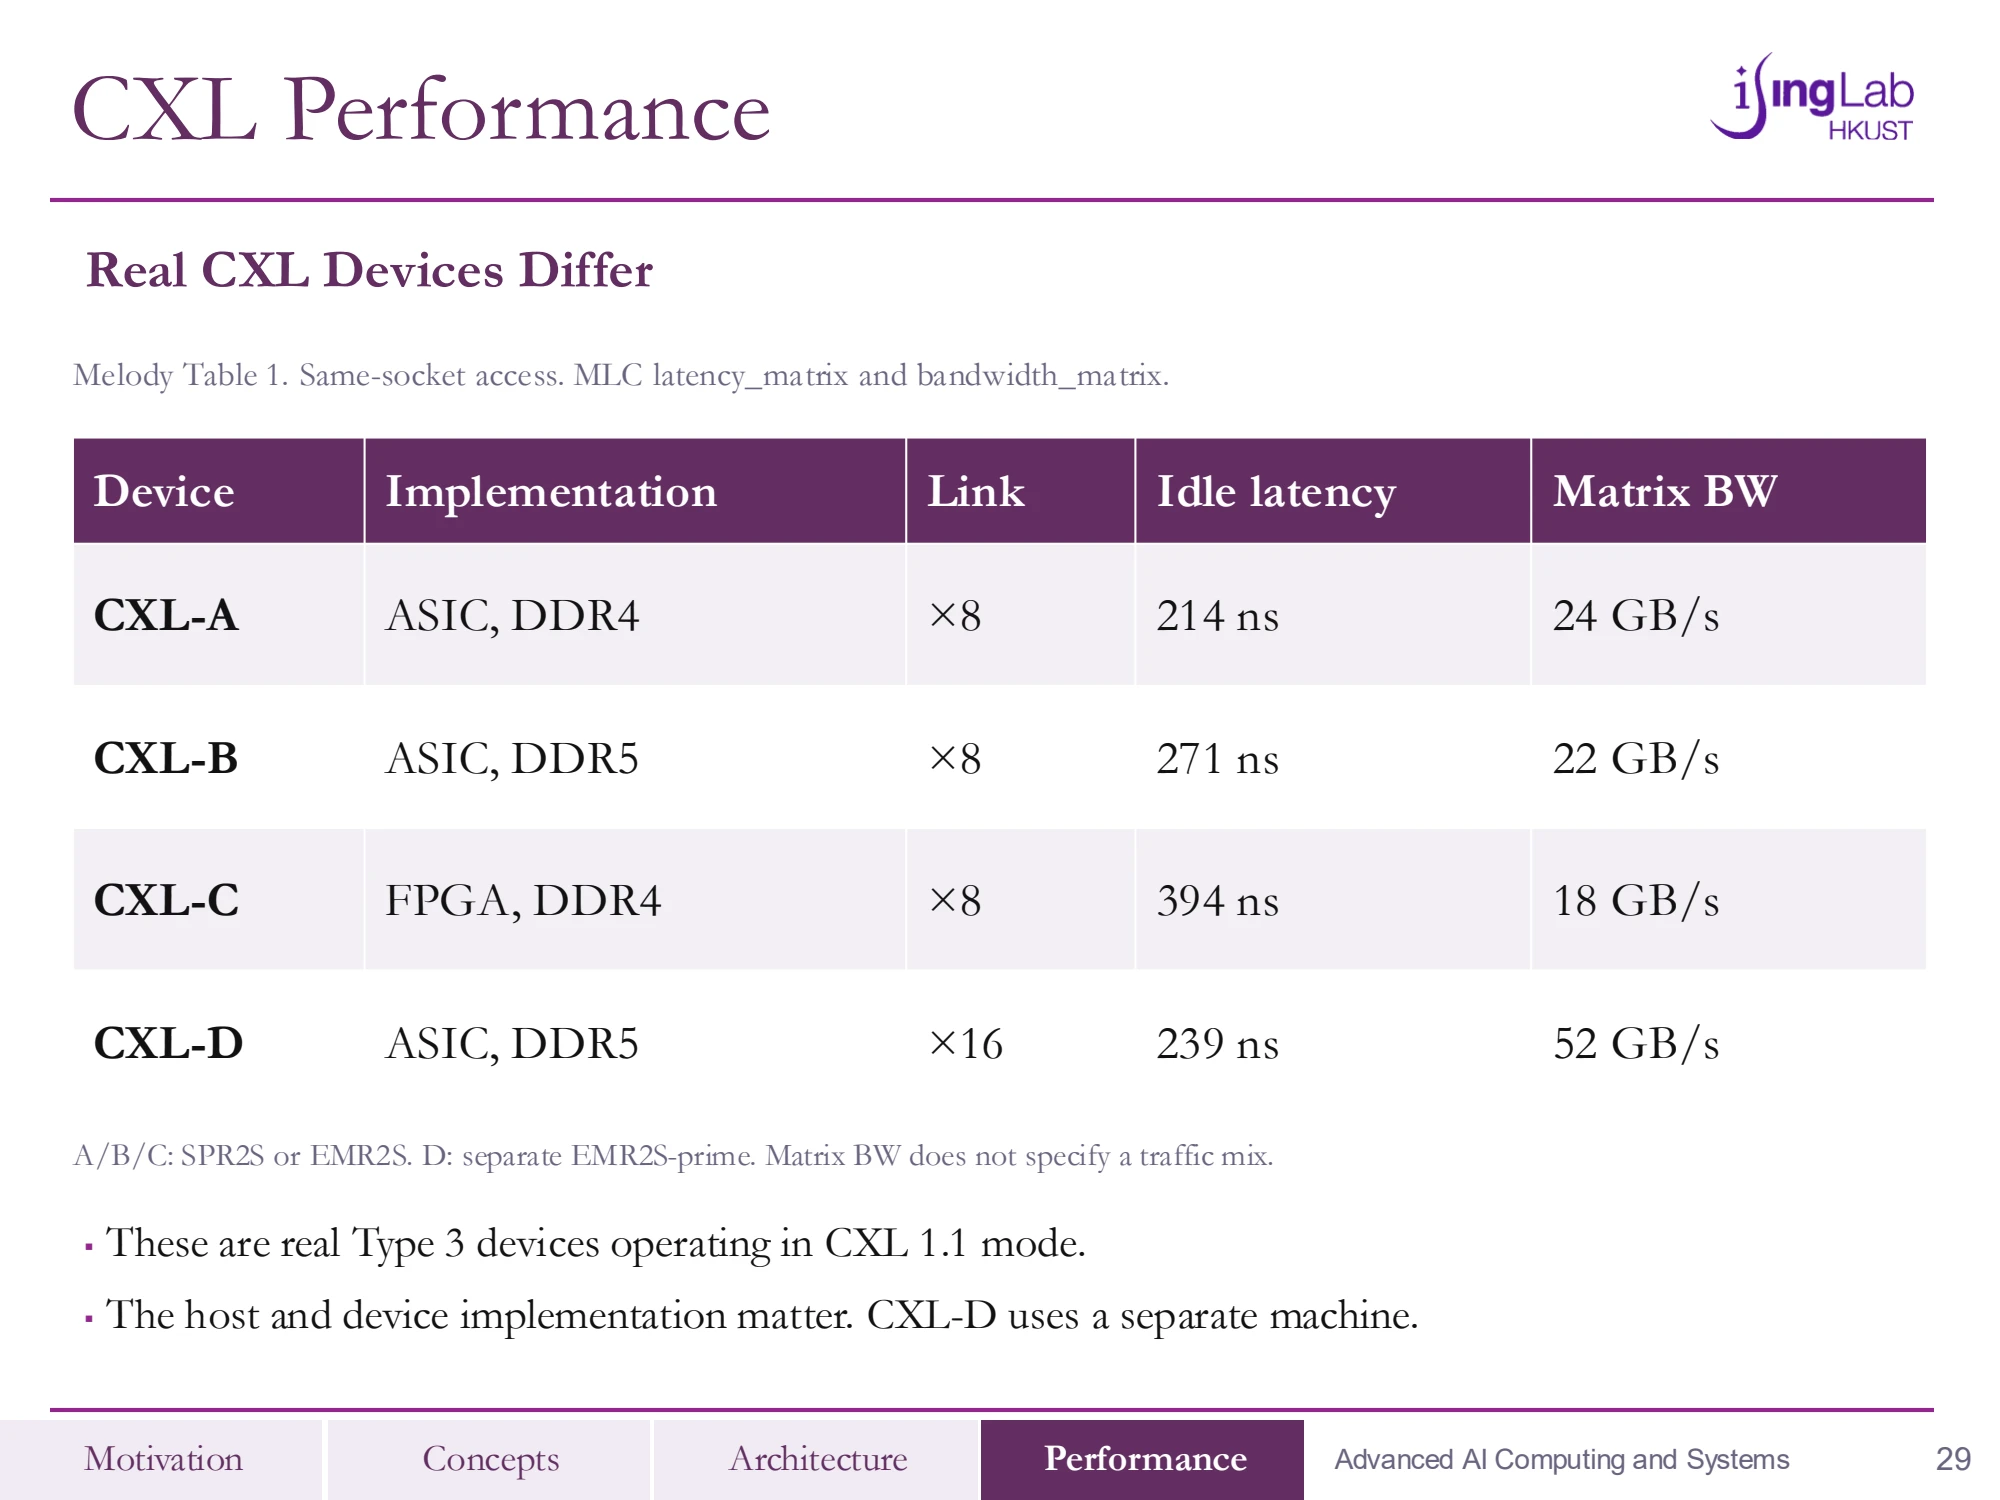 CXL Performance
isingLab
HKUST
Real CXL Devices Differ
Melody Table 1. Same-socket access. MLC latency_matrix and bandwidth_matrix.
Device Implementation Link Idle latency Matrix BW
CXL-A ASIC, DDR4 ×8 214 ns 24 GB/s
CXL-B ASIC, DDR5 ×8 271 ns 22 GB/s
CXL-C FPGA, DDR4 ×8 394 ns 18 GB/s
CXL-D ASIC, DDR5 ×16 239 ns 52 GB/s
A/B/C: SPR2S or EMR2S. D: separate EMR2S-prime. Matrix BW does not specify a traffic mix.
▪ These are real Type 3 devices operating in CXL 1.1 mode.
▪ The host and device implementation matter. CXL-D uses a separate machine.
Motivation Concepts Architecture Performance Advanced AI Computing and Systems 29